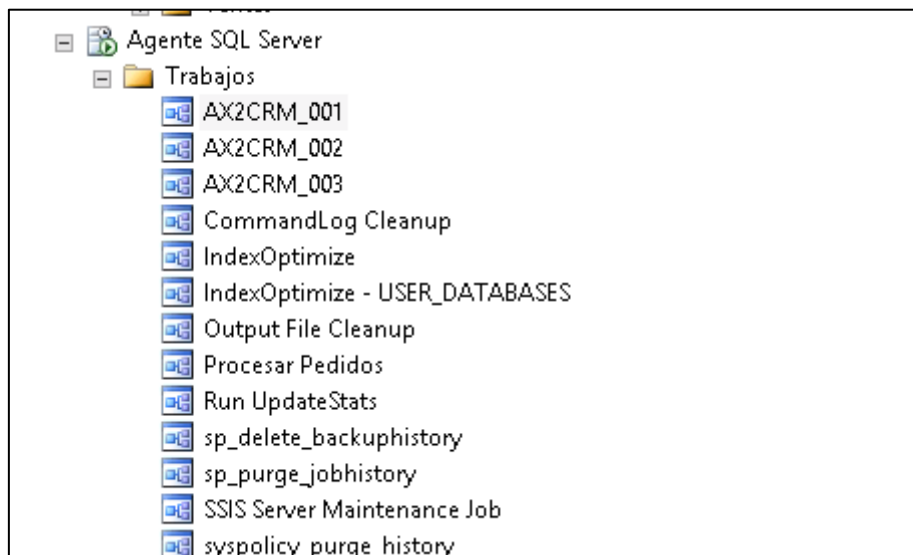 Agente SQL Server
Trabajos
AX2CRM_001
AX2CRM_002
AX2CRM_003
CommandLog Cleanup
IndexOptimize
IndexOptimize - USER_DATABASES
Output File Cleanup
Procesar Pedidos
Run UpdateStats
sp_delete_backuphistory
sp_purge_jobhistory
SSIS Server Maintenance Job
syspolicy_purge_history